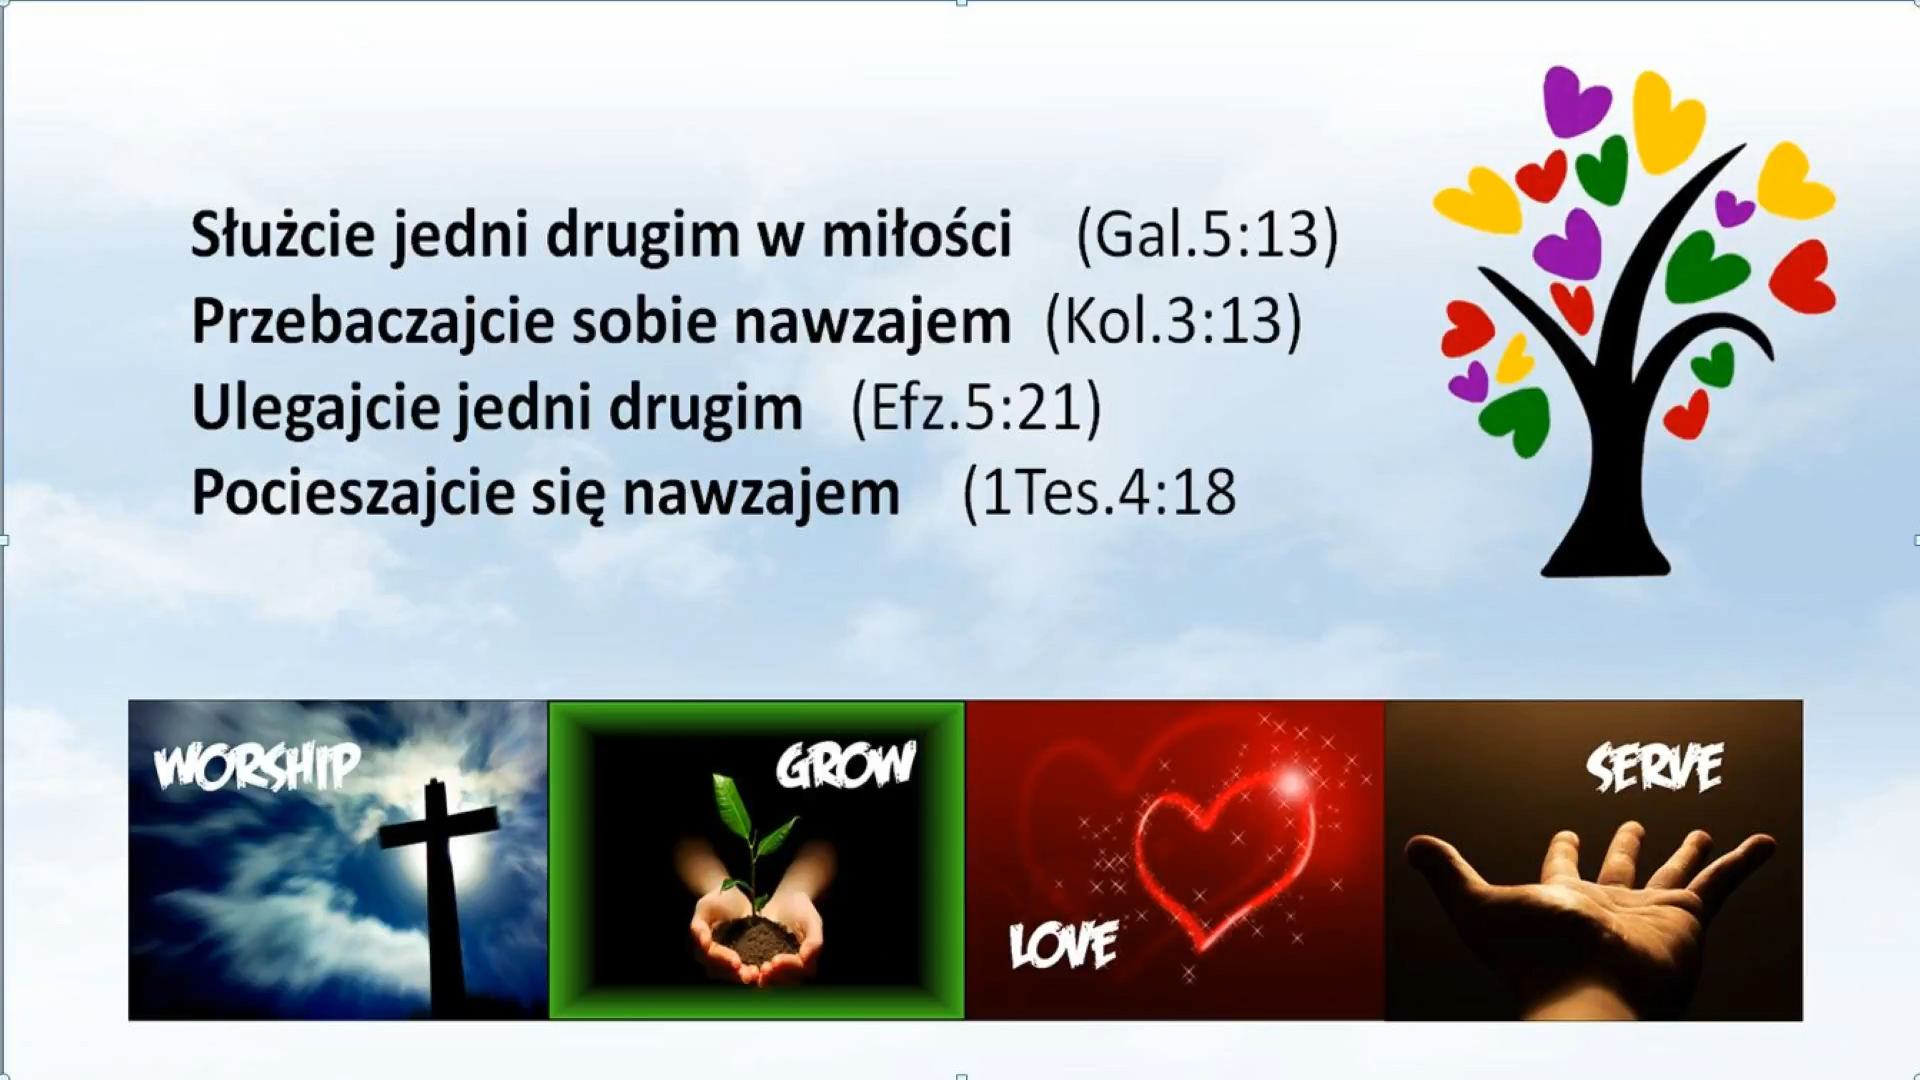 Służcie jedni drugim w miłości (Gal.5:13)
Przebaczajcie sobie nawzajem (Kol.3:13)
Ulegajcie jedni drugim (Efz.5:21)
Pocieszajcie się nawzajem (1Tes.4:18
WORSHIP
GROW
LOVE
SERVE